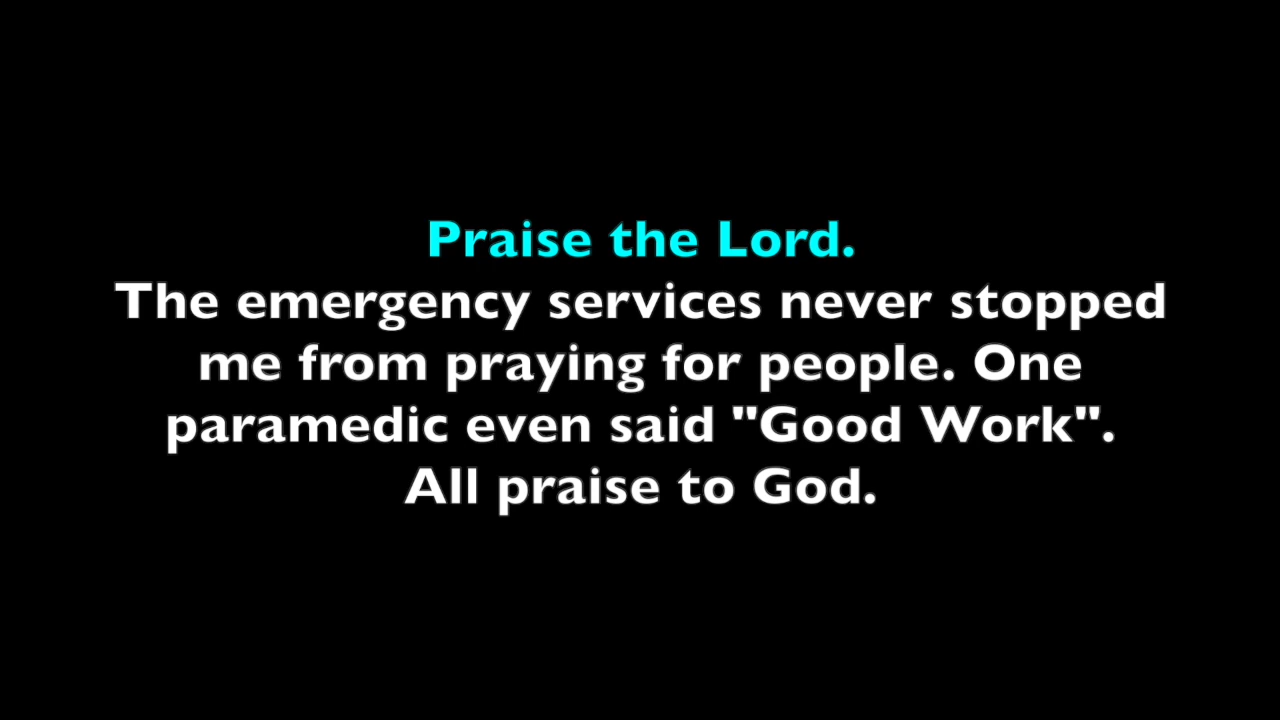 Praise the Lord.
The emergency services never stopped
me from praying for people. One
paramedic even said "Good Work".
All praise to God.